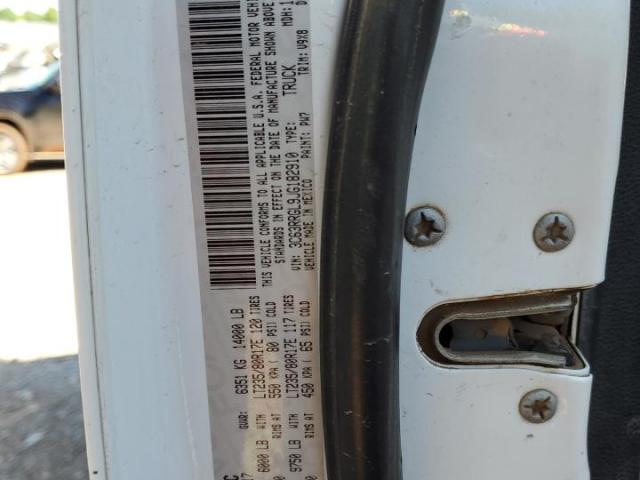 C
17 GVWR: 6351 KG 14000 LB
6000 LB WITH LT235/80R17E 120 TIRES
RIMS AT 550 KPA( 80 PSI) COLD
9750 LB WITH LT235/80R17E 117 TIRES
RIMS AT 450 KPA( 65 PSI) COLD
THIS VEHICLE CONFORMS TO ALL APPLICABLE U.S.A. FEDERAL MOTOR VEHI
STANDARDS IN EFFECT ON THE DATE OF MANUFACTURE SHOWN ABOVE
VIN: 3C63RRGL9JG182910 TYPE: TRUCK MDH: 1
VEHICLE MADE IN MEXICO PAINT: PW7 TRIM: V9X8